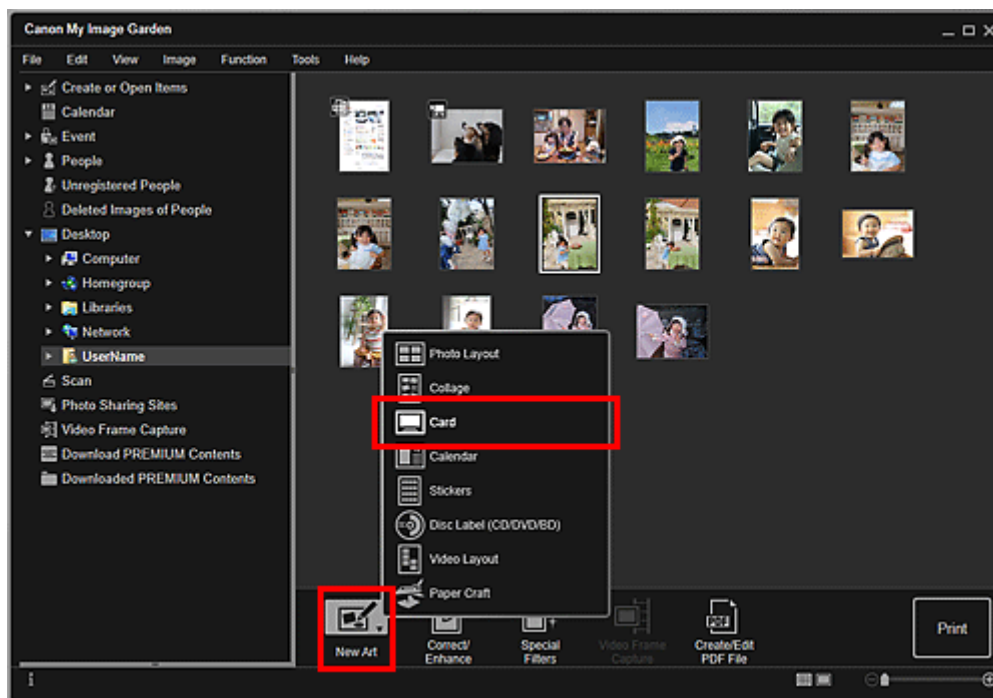 Canon My Image Garden
File Edit View Image Function Tools Help
Create or Open Items
Calendar
Event
People
Unregistered People
Deleted Images of People
Desktop
Computer
Homegroup
Libraries
Network
UserName
Scan
Photo Sharing Sites
Video Frame Capture
Download PREMIUM Contents
Downloaded PREMIUM Contents
Photo Layout
Collage
Card
Calendar
Stickers
Disc Label (CD/DVD/BD)
Video Layout
Paper Craft
New Art
Correct/
Enhance
Special
Filters
Video Frame
Capture
PDF
Create/Edit
PDF File
Print